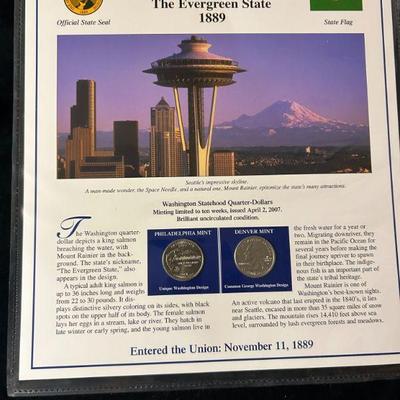 The Evergreen State
1889
Official State Seal
State Flag
Seattle's impressive skyline.
A man-made wonder, the Space Needle, and a natural one, Mount Rainier, epitomize the state's many attractions.
Washington Statehood Quarter-Dollars
Minting limited to ten weeks, issued April 2, 2007.
Brilliant uncirculated condition.
The Washington quarter-
dollar depicts a king salmon
breaching the water, with
Mount Rainier in the back-
ground. The state's nickname,
"The Evergreen State," also
appears in the design.
A typical adult king salmon is
up to 36 inches long and weighs
from 22 to 30 pounds. It dis-
plays distinctive silvery coloring on its sides, with black
spots on the upper half of its body. The female salmon
lays her eggs in a stream, lake or river. They hatch in
late winter or early spring, and the young salmon live in
PHILADELPHIA MINT
Unique Washington Design
DENVER MINT
Common George Washington Design
the fresh water for a year or
two. Migrating downriver, they
remain in the Pacific Ocean for
several years before making the
final journey upriver to spawn
in their birthplace. The indige-
nous fish is an important part of
the state's tribal heritage.
Mount Rainier is one of
Washington's best-known sights.
An active volcano that last erupted in the 1840's, it lies
near Seattle, encased in more than 35 square miles of snow
and glaciers. The mountain rises 14,410 feet above sea
level, surrounded by lush evergreen forests and meadows.
Entered the Union: November 11, 1889